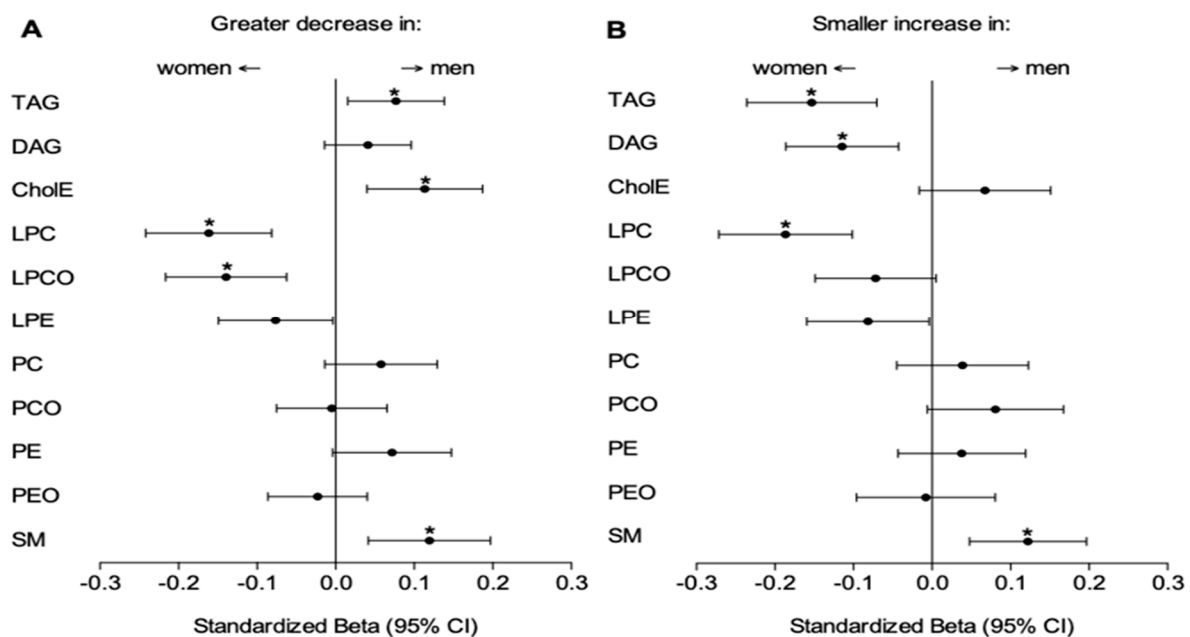 A Greater decrease in:
women ← → men
TAG *
DAG
CholE *
LPC *
LPCO *
LPE
PC
PCO
PE
PEO
SM *
-0.3 -0.2 -0.1 0.0 0.1 0.2 0.3
Standardized Beta (95% CI)
B Smaller increase in:
women ← → men
TAG *
DAG *
CholE
LPC *
LPCO
LPE
PC
PCO
PE
PEO
SM *
-0.3 -0.2 -0.1 0.0 0.1 0.2 0.3
Standardized Beta (95% CI)